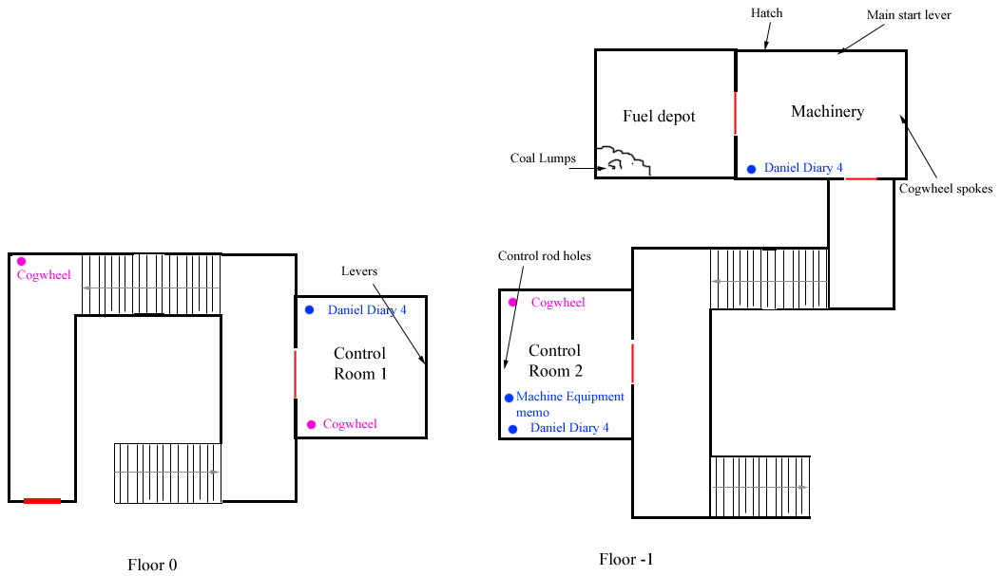 Hatch
Main start lever
Fuel depot
Machinery
Coal Lumps
Daniel Diary 4
Cogwheel spokes
Cogwheel
Levers
Daniel Diary 4
Control
Room 1
Cogwheel
Control rod holes
Cogwheel
Control
Room 2
Machine Equipment
memo
Daniel Diary 4
Floor 0
Floor -1